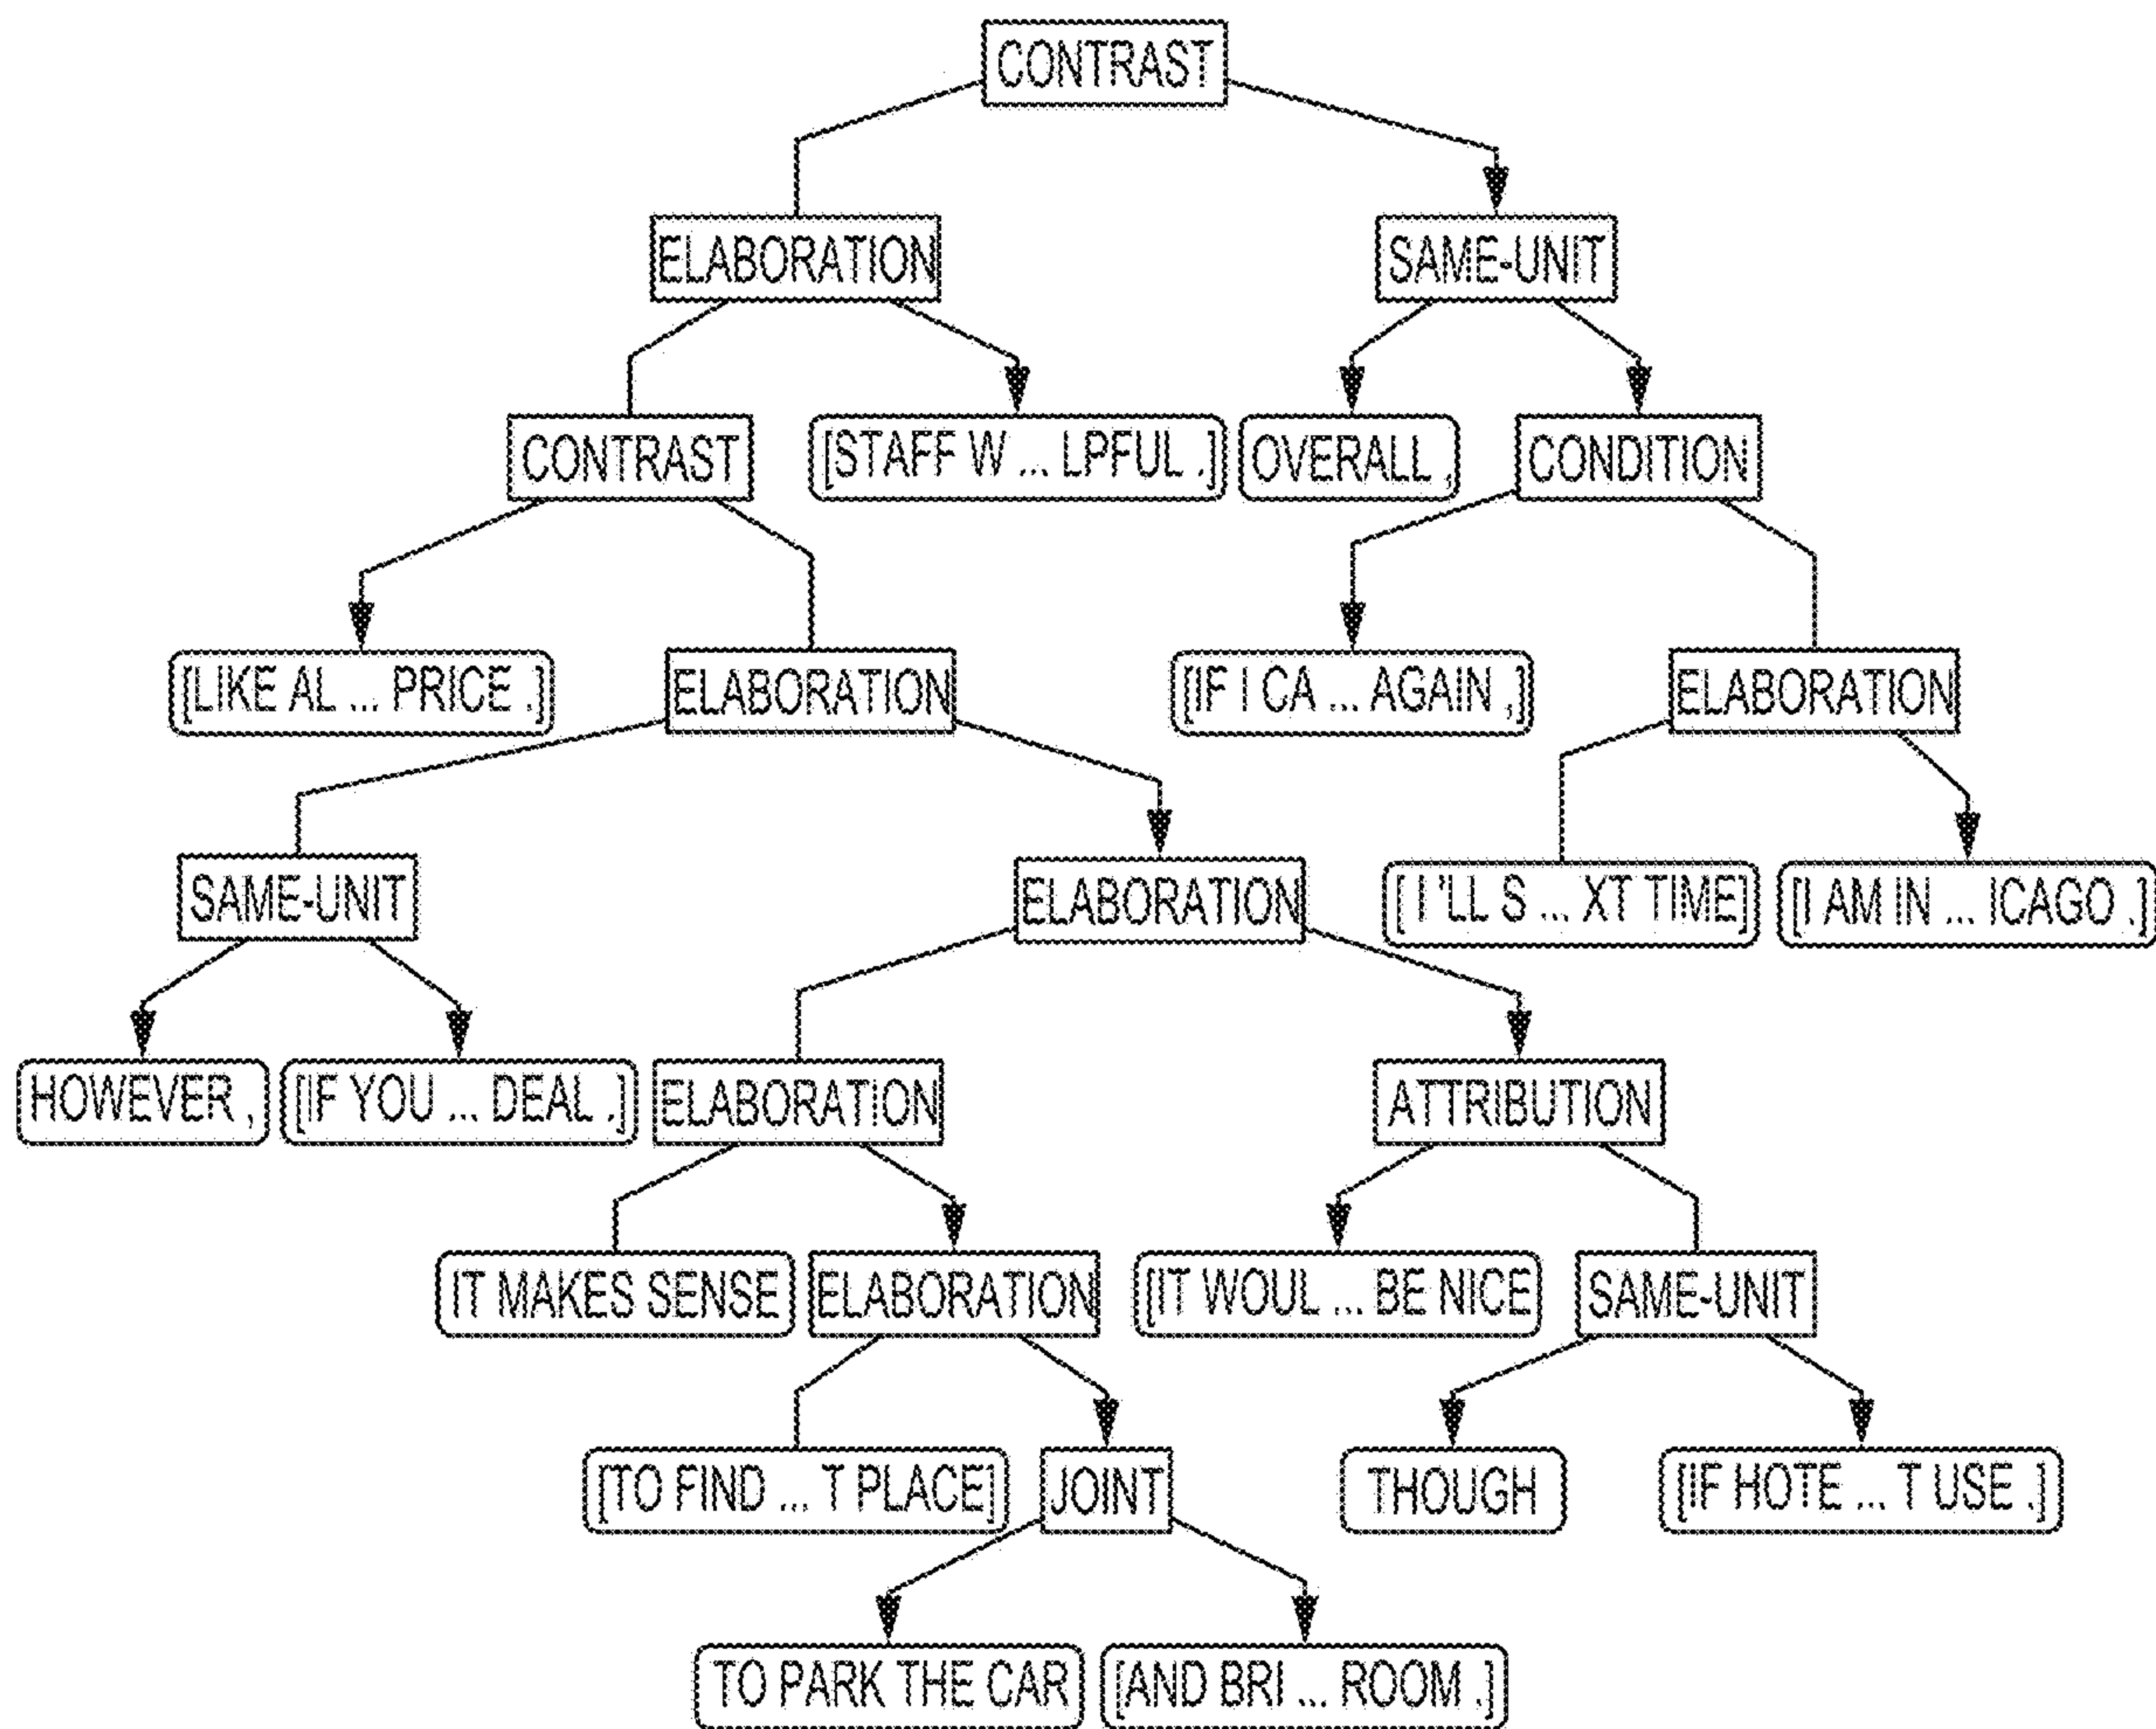 CONTRAST
ELABORATION
SAME-UNIT
CONTRAST
[STAFF W ... LPFUL .]
OVERALL ,
CONDITION
[LIKE AL ... PRICE .]
ELABORATION
[IF I CA ... AGAIN ,]
ELABORATION
SAME-UNIT
ELABORATION
[ I 'LL S ... XT TIME]
[I AM IN ... ICAGO .]
HOWEVER ,
[IF YOU ... DEAL .]
ELABORATION
ATTRIBUTION
IT MAKES SENSE
ELABORATION
[IT WOUL ... BE NICE
SAME-UNIT
[TO FIND ... T PLACE]
JOINT
THOUGH
[IF HOTE ... T USE .]
TO PARK THE CAR
[AND BRI ... ROOM .]